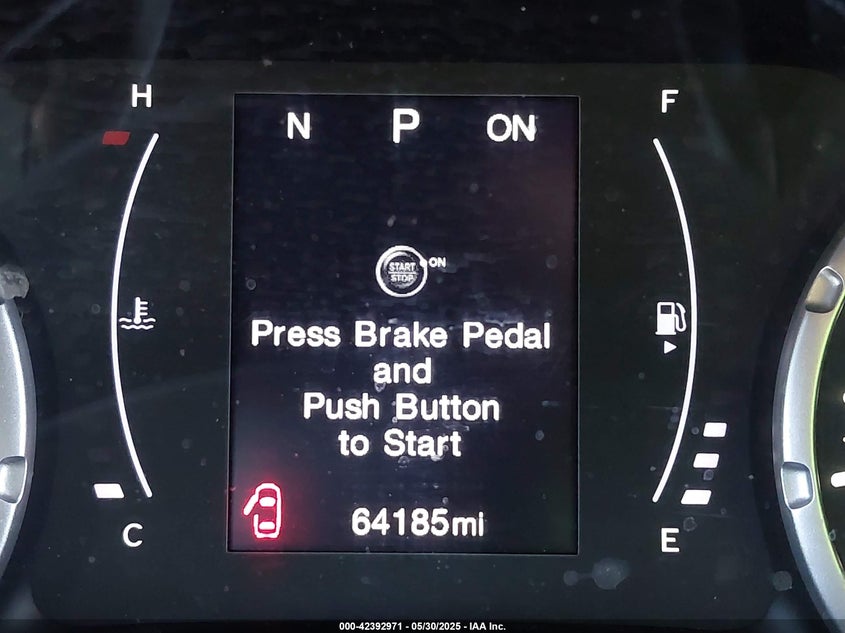 H
F
N P ON
START
STOP
ON
Press Brake Pedal
and
Push Button
to Start
64185mi
C
E
000-42392971 - 05/30/2025 - IAA Inc.